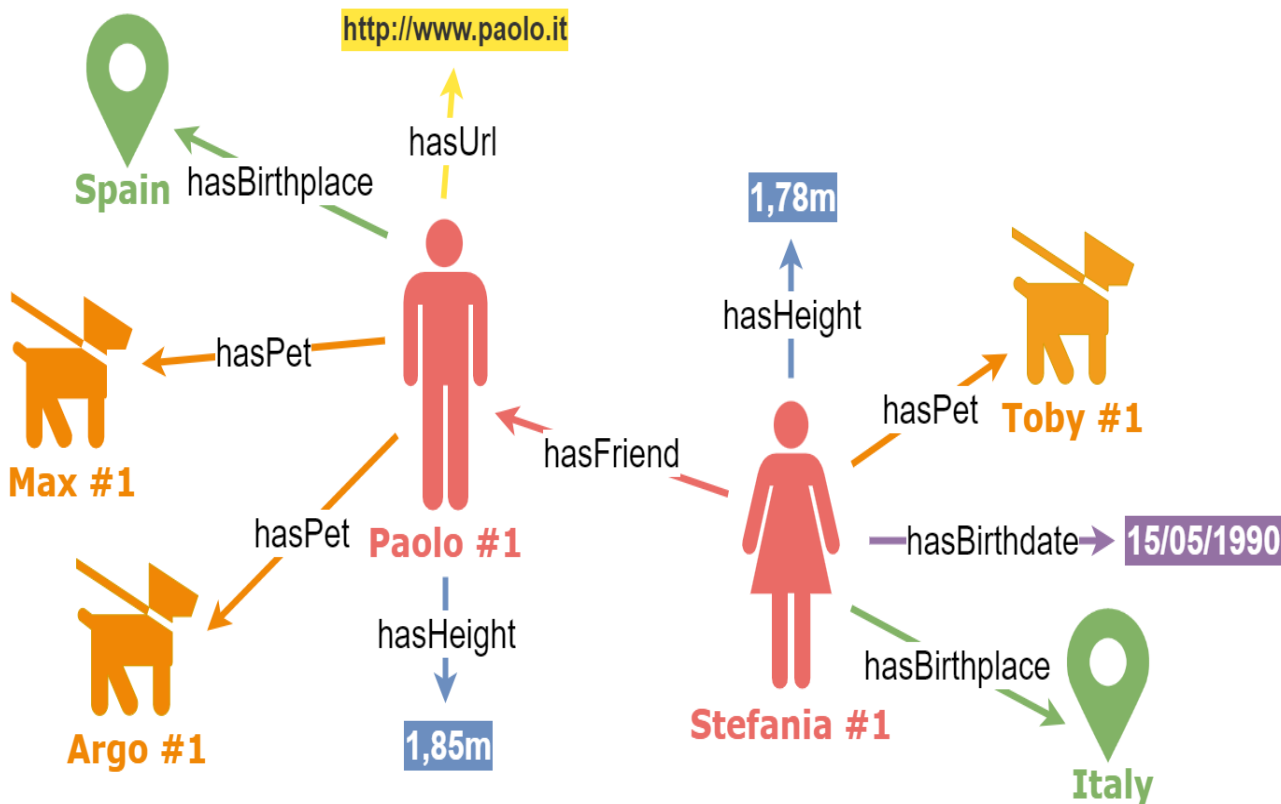 http://www.paolo.it
hasUrl
Spain
hasBirthplace
1,78m
hasHeight
hasPet
Max #1
hasPet
Toby #1
hasFriend
hasPet
Paolo #1
hasBirthdate
15/05/1990
hasHeight
hasBirthplace
Argo #1
1,85m
Stefania #1
Italy